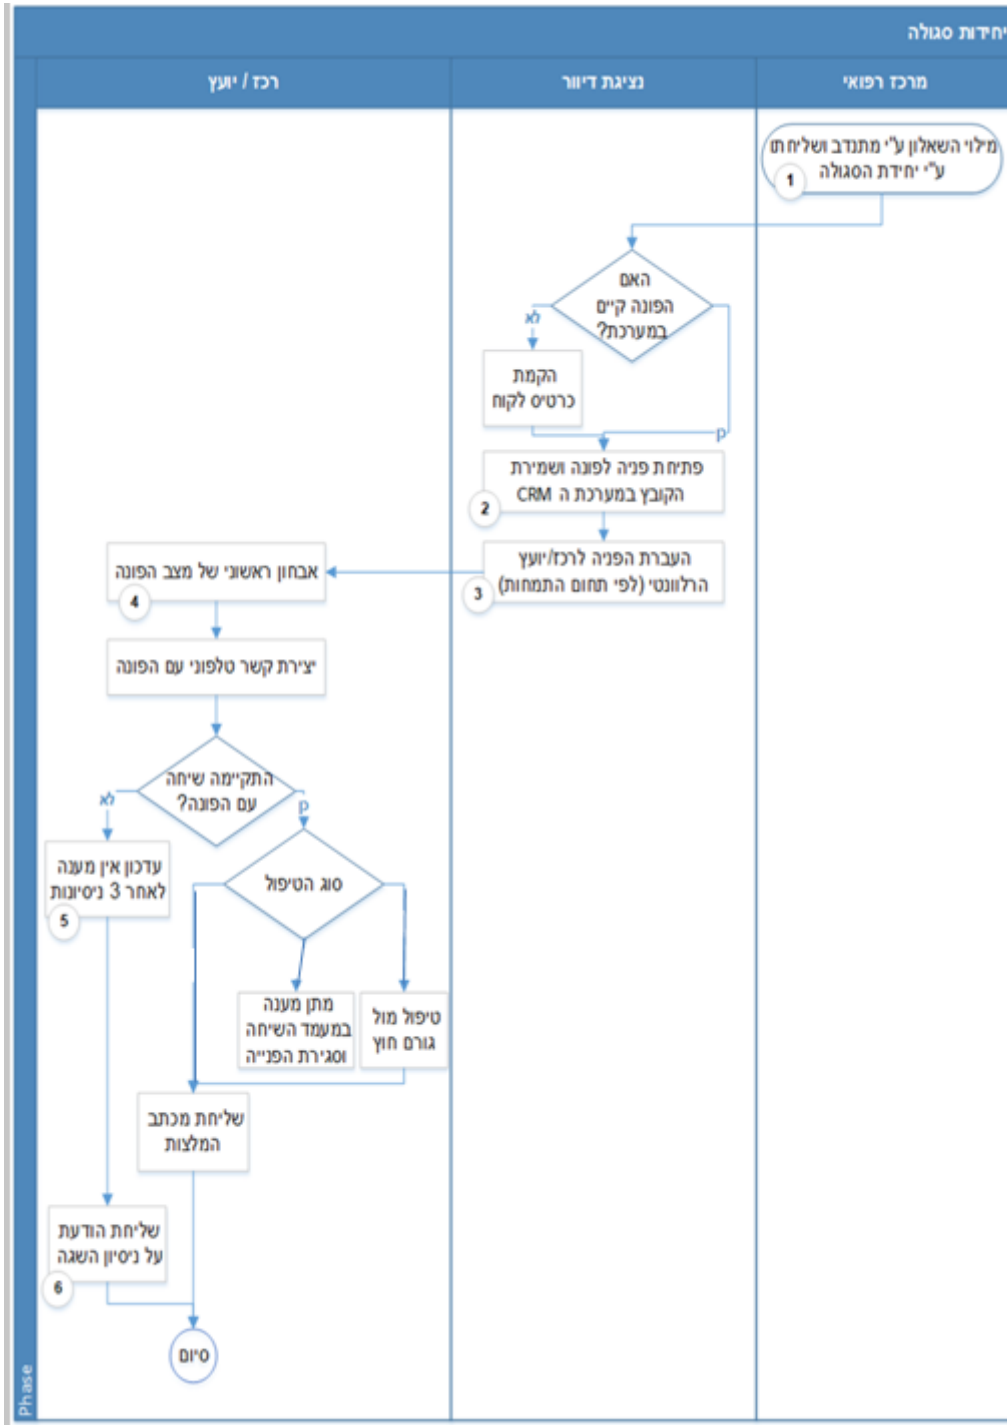 יחידות סגולה
מרכז רפואי
נציגת דיוור
רכז / יועץ
מילוי השאלון ע"י מתנדב ושליחתו
ע"י יחידת הסגולה
1
האם
הפונה קיים
במערכת?
לא
הקמת
כרטיס לקוח
p
פתיחת פניה לפונה ושמירת
הקובץ במערכת ה CRM
2
העברת הפניה לרכז/יועץ
הרלוונטי (לפי תחום התמחות)
3
אבחון ראשוני של מצב הפונה
4
יצירת קשר טלפוני עם הפונה
התקיימה שיחה
עם הפונה?
לא
p
עדכון אין מענה
לאחר 3 ניסיונות
5
סוג הטיפול
מתן מענה
במעמד השיחה
וסגירת הפנייה
טיפול מול
גורם חוץ
שליחת מכתב
המלצות
שליחת הודעת
על ניסיון השגה
6
סיום
Phase